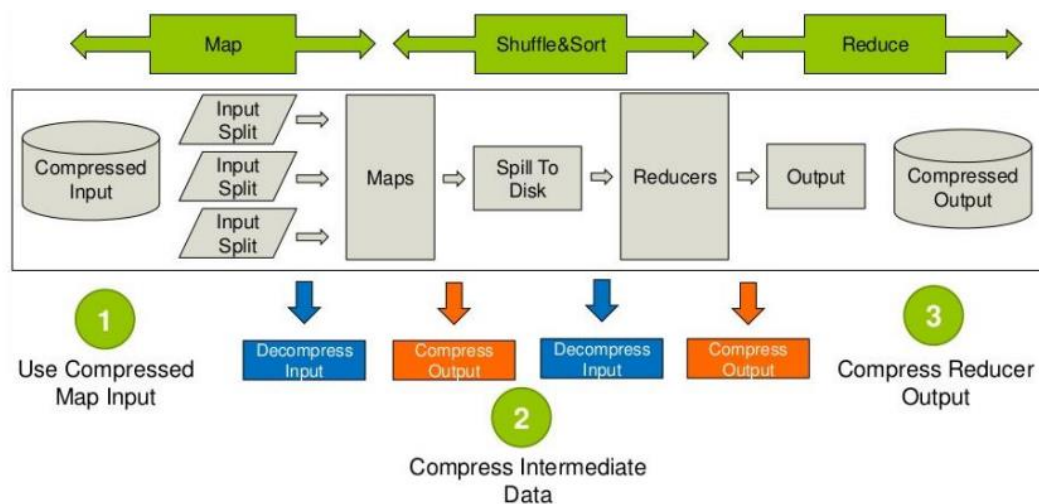 Map
Shuffle&Sort
Reduce
Compressed
Input
Input
Split
Input
Split
Input
Split
Maps
Spill To
Disk
Reducers
Output
Compressed
Output
1
Use Compressed
Map Input
Decompress
Input
Compress
Output
Decompress
Input
Compress
Output
2
Compress Intermediate
Data
3
Compress Reducer
Output